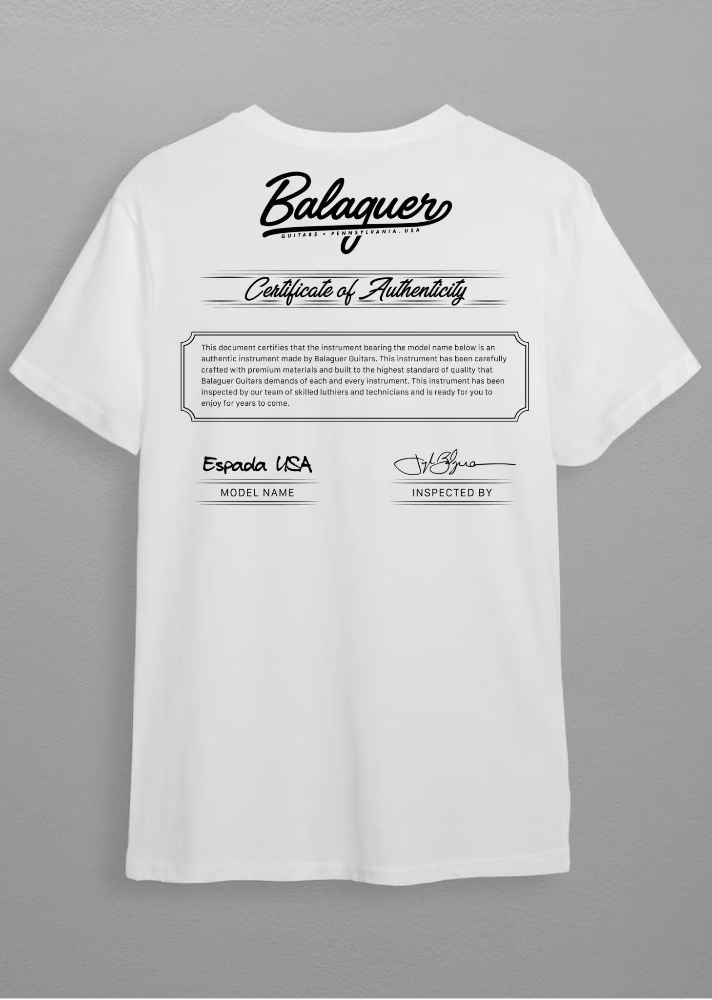 Balaguer
GUITARS • PENNSYLVANIA, USA
Certificate of Authenticity
This document certifies that the instrument bearing the model name below is an
authentic instrument made by Balaguer Guitars. This instrument has been carefully
crafted with premium materials and built to the highest standard of quality that
Balaguer Guitars demands of each and every instrument. This instrument has been
inspected by our team of skilled luthiers and technicians and is ready for you to
enjoy for years to come.
Espada USA
MODEL NAME
INSPECTED BY